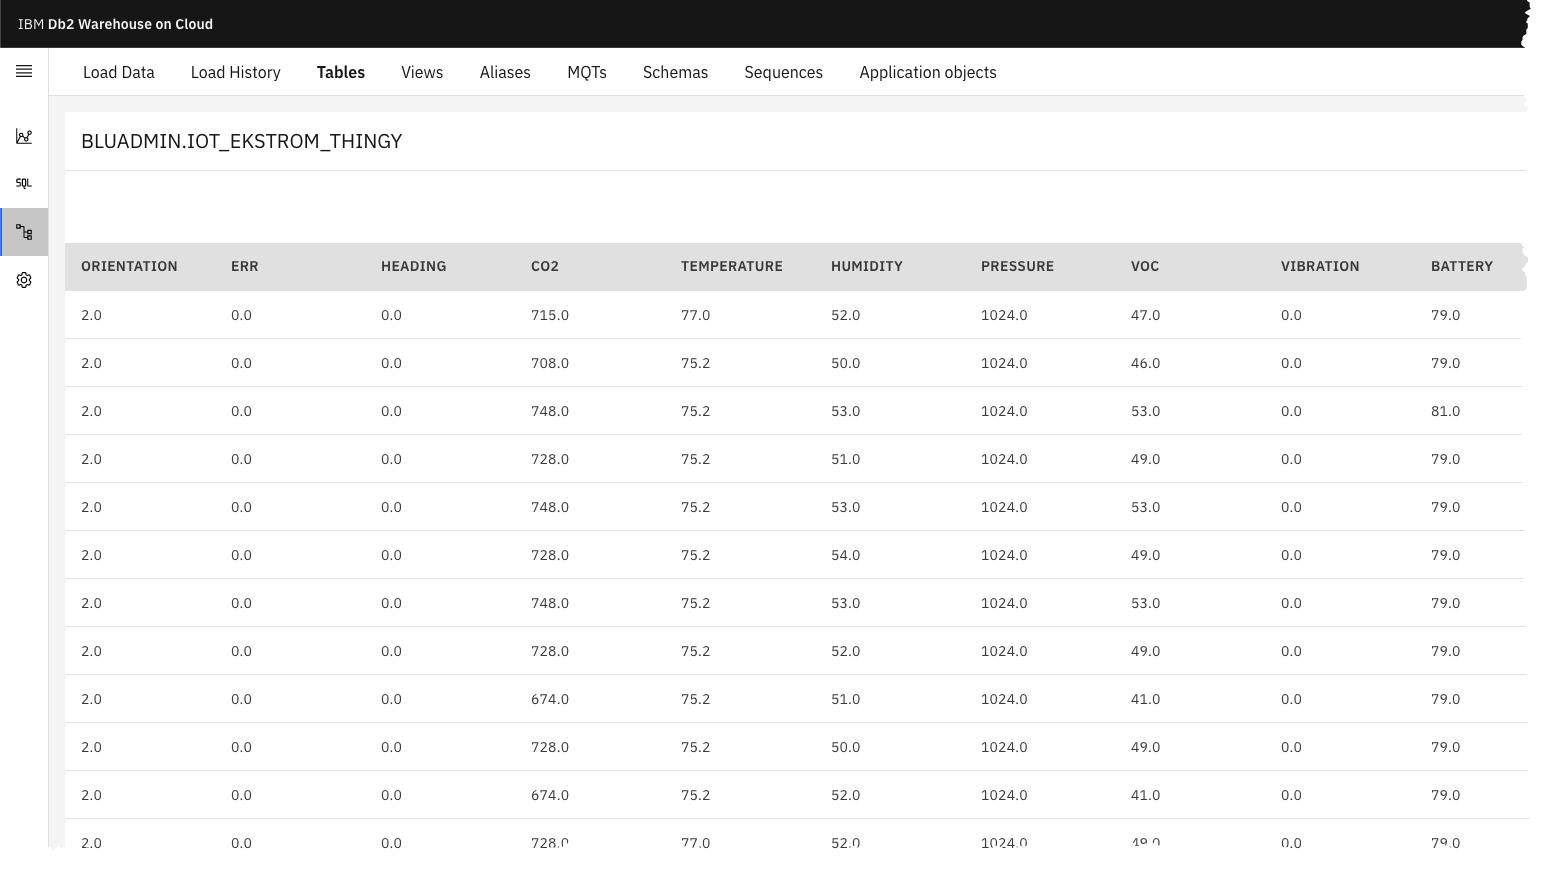 IBM Db2 Warehouse on Cloud
Load Data Load History Tables Views Aliases MQTs Schemas Sequences Application objects
BLUADMIN.IOT_EKSTROM_THINGY
SQL
ORIENTATION ERR HEADING CO2 TEMPERATURE HUMIDITY PRESSURE VOC VIBRATION BATTERY
2.0 0.0 0.0 715.0 77.0 52.0 1024.0 47.0 0.0 79.0
2.0 0.0 0.0 708.0 75.2 50.0 1024.0 46.0 0.0 79.0
2.0 0.0 0.0 748.0 75.2 53.0 1024.0 53.0 0.0 81.0
2.0 0.0 0.0 728.0 75.2 51.0 1024.0 49.0 0.0 79.0
2.0 0.0 0.0 748.0 75.2 53.0 1024.0 53.0 0.0 79.0
2.0 0.0 0.0 728.0 75.2 54.0 1024.0 49.0 0.0 79.0
2.0 0.0 0.0 748.0 75.2 53.0 1024.0 53.0 0.0 79.0
2.0 0.0 0.0 728.0 75.2 52.0 1024.0 49.0 0.0 79.0
2.0 0.0 0.0 674.0 75.2 51.0 1024.0 41.0 0.0 79.0
2.0 0.0 0.0 728.0 75.2 50.0 1024.0 49.0 0.0 79.0
2.0 0.0 0.0 674.0 75.2 52.0 1024.0 41.0 0.0 79.0
2.0 0.0 0.0 728.0 77.0 52.0 1024.0 49.0 0.0 79.0